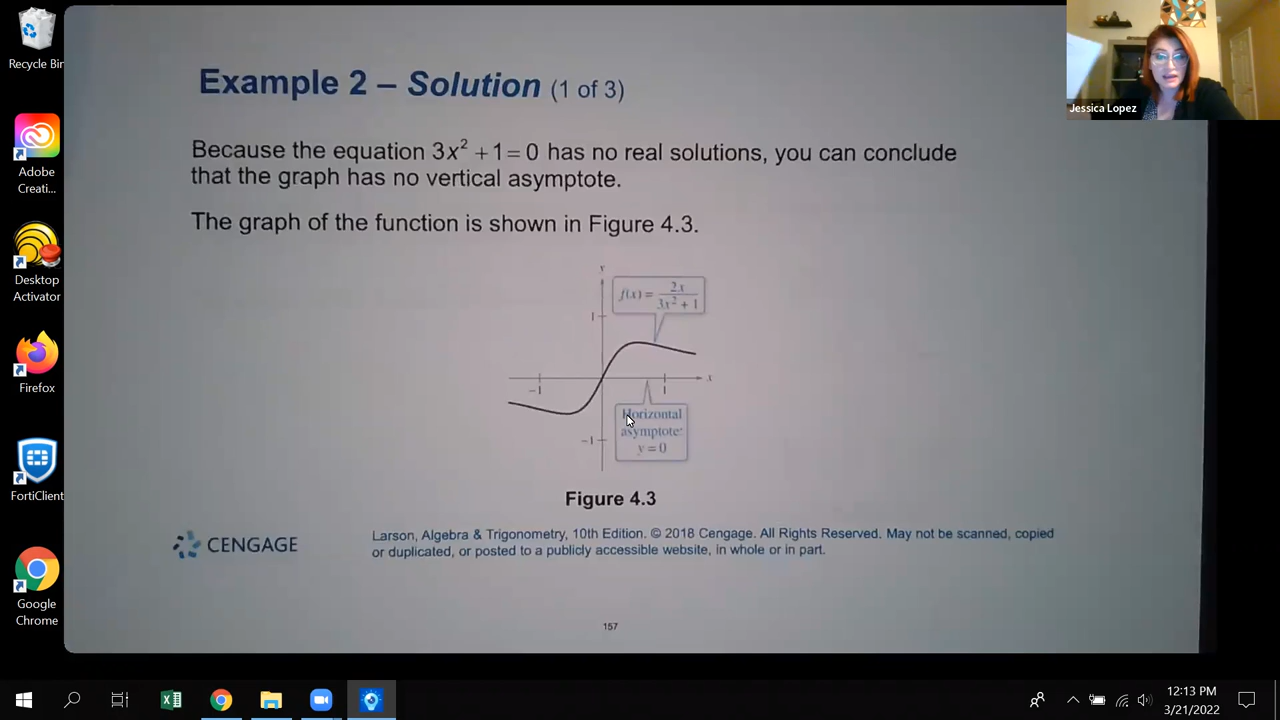 Recycle Bin
Adobe
Creati...
Desktop
Activator
Firefox
FortiClient
Google
Chrome
Example 2 – Solution (1 of 3)
Because the equation 3x² + 1 = 0 has no real solutions, you can conclude
that the graph has no vertical asymptote.
The graph of the function is shown in Figure 4.3.
y
f(x) = 2x / 3x² + 1
1
x
−1
1
Horizontal
asymptote:
y = 0
−1
Figure 4.3
CENGAGE
Larson, Algebra & Trigonometry, 10th Edition. © 2018 Cengage. All Rights Reserved. May not be scanned, copied
or duplicated, or posted to a publicly accessible website, in whole or in part.
157
Jessica Lopez
12:13 PM
3/21/2022